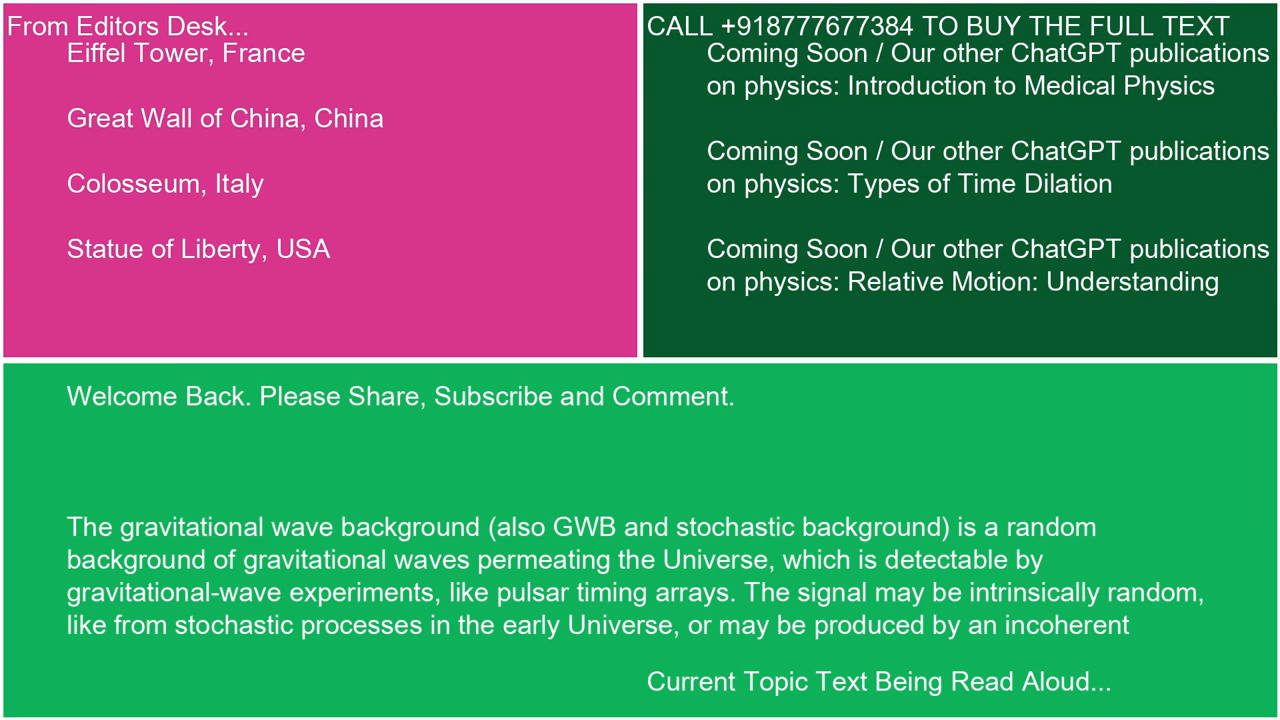 From Editors Desk...
Eiffel Tower, France
Great Wall of China, China
Colosseum, Italy
Statue of Liberty, USA
CALL +918777677384 TO BUY THE FULL TEXT
Coming Soon / Our other ChatGPT publications
on physics: Introduction to Medical Physics
Coming Soon / Our other ChatGPT publications
on physics: Types of Time Dilation
Coming Soon / Our other ChatGPT publications
on physics: Relative Motion: Understanding
Welcome Back. Please Share, Subscribe and Comment.
The gravitational wave background (also GWB and stochastic background) is a random
background of gravitational waves permeating the Universe, which is detectable by
gravitational-wave experiments, like pulsar timing arrays. The signal may be intrinsically random,
like from stochastic processes in the early Universe, or may be produced by an incoherent
Current Topic Text Being Read Aloud...